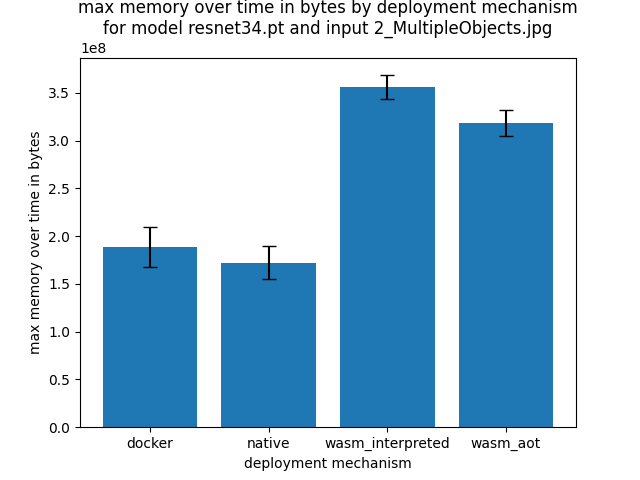 max memory over time in bytes by deployment mechanism
for model resnet34.pt and input 2_MultipleObjects.jpg
1e8
3.5
3.0
2.5
2.0
1.5
1.0
0.5
0.0
max memory over time in bytes
docker native wasm_interpreted wasm_aot
deployment mechanism